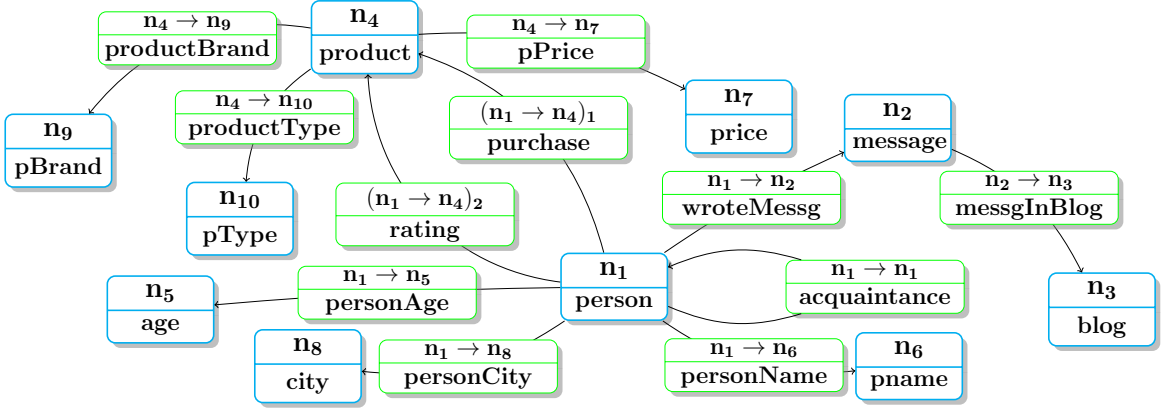 n₄ → n₉
productBrand
n₄
product
n₄ → n₇
pPrice
n₄ → n₁₀
productType
(n₁ → n₄)₁
purchase
n₇
price
n₂
message
n₉
pBrand
n₁₀
pType
(n₁ → n₄)₂
rating
n₁ → n₂
wroteMessg
n₂ → n₃
messgInBlog
n₅
age
n₁ → n₅
personAge
n₁
person
n₁ → n₁
acquaintance
n₃
blog
n₈
city
n₁ → n₈
personCity
n₁ → n₆
personName
n₆
pname